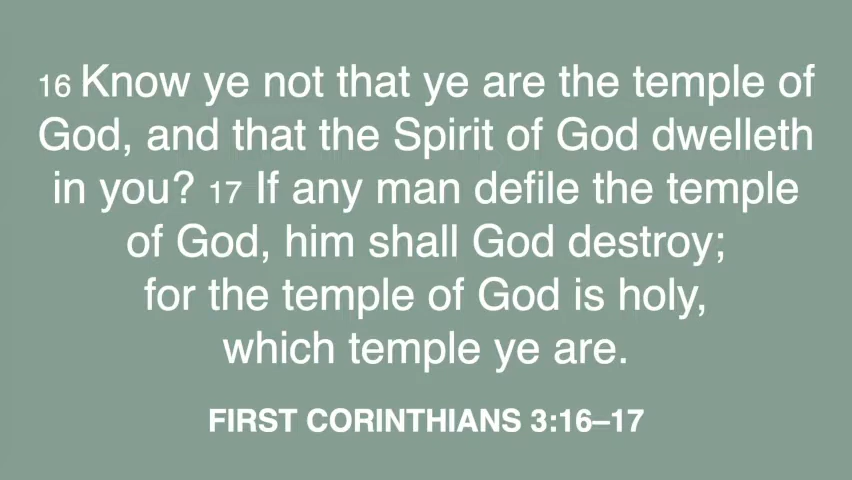 16 Know ye not that ye are the temple of
God, and that the Spirit of God dwelleth
in you? 17 If any man defile the temple
of God, him shall God destroy;
for the temple of God is holy,
which temple ye are.
FIRST CORINTHIANS 3:16–17